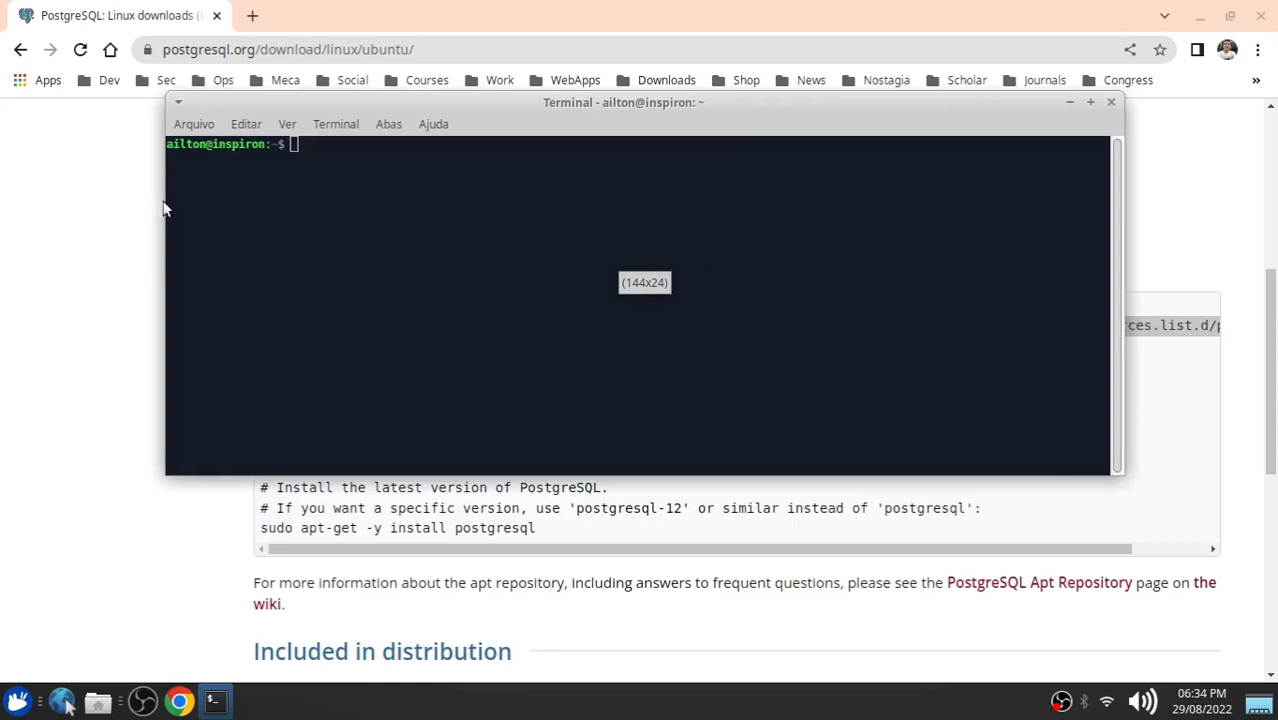 PostgreSQL: Linux downloads (
postgresql.org/download/linux/ubuntu/
Apps Dev Sec Ops Meca Social Courses Work WebApps Downloads Shop News Nostagia Scholar Journals Congress »
Terminal - ailton@inspiron: ~
Arquivo Editar Ver Terminal Abas Ajuda
ailton@inspiron:~$
(144x24)
rces.list.d/p
# Install the latest version of PostgreSQL.
# If you want a specific version, use 'postgresql-12' or similar instead of 'postgresql':
sudo apt-get -y install postgresql
For more information about the apt repository, including answers to frequent questions, please see the PostgreSQL Apt Repository page on the
wiki.
Included in distribution
06:34 PM
29/08/2022